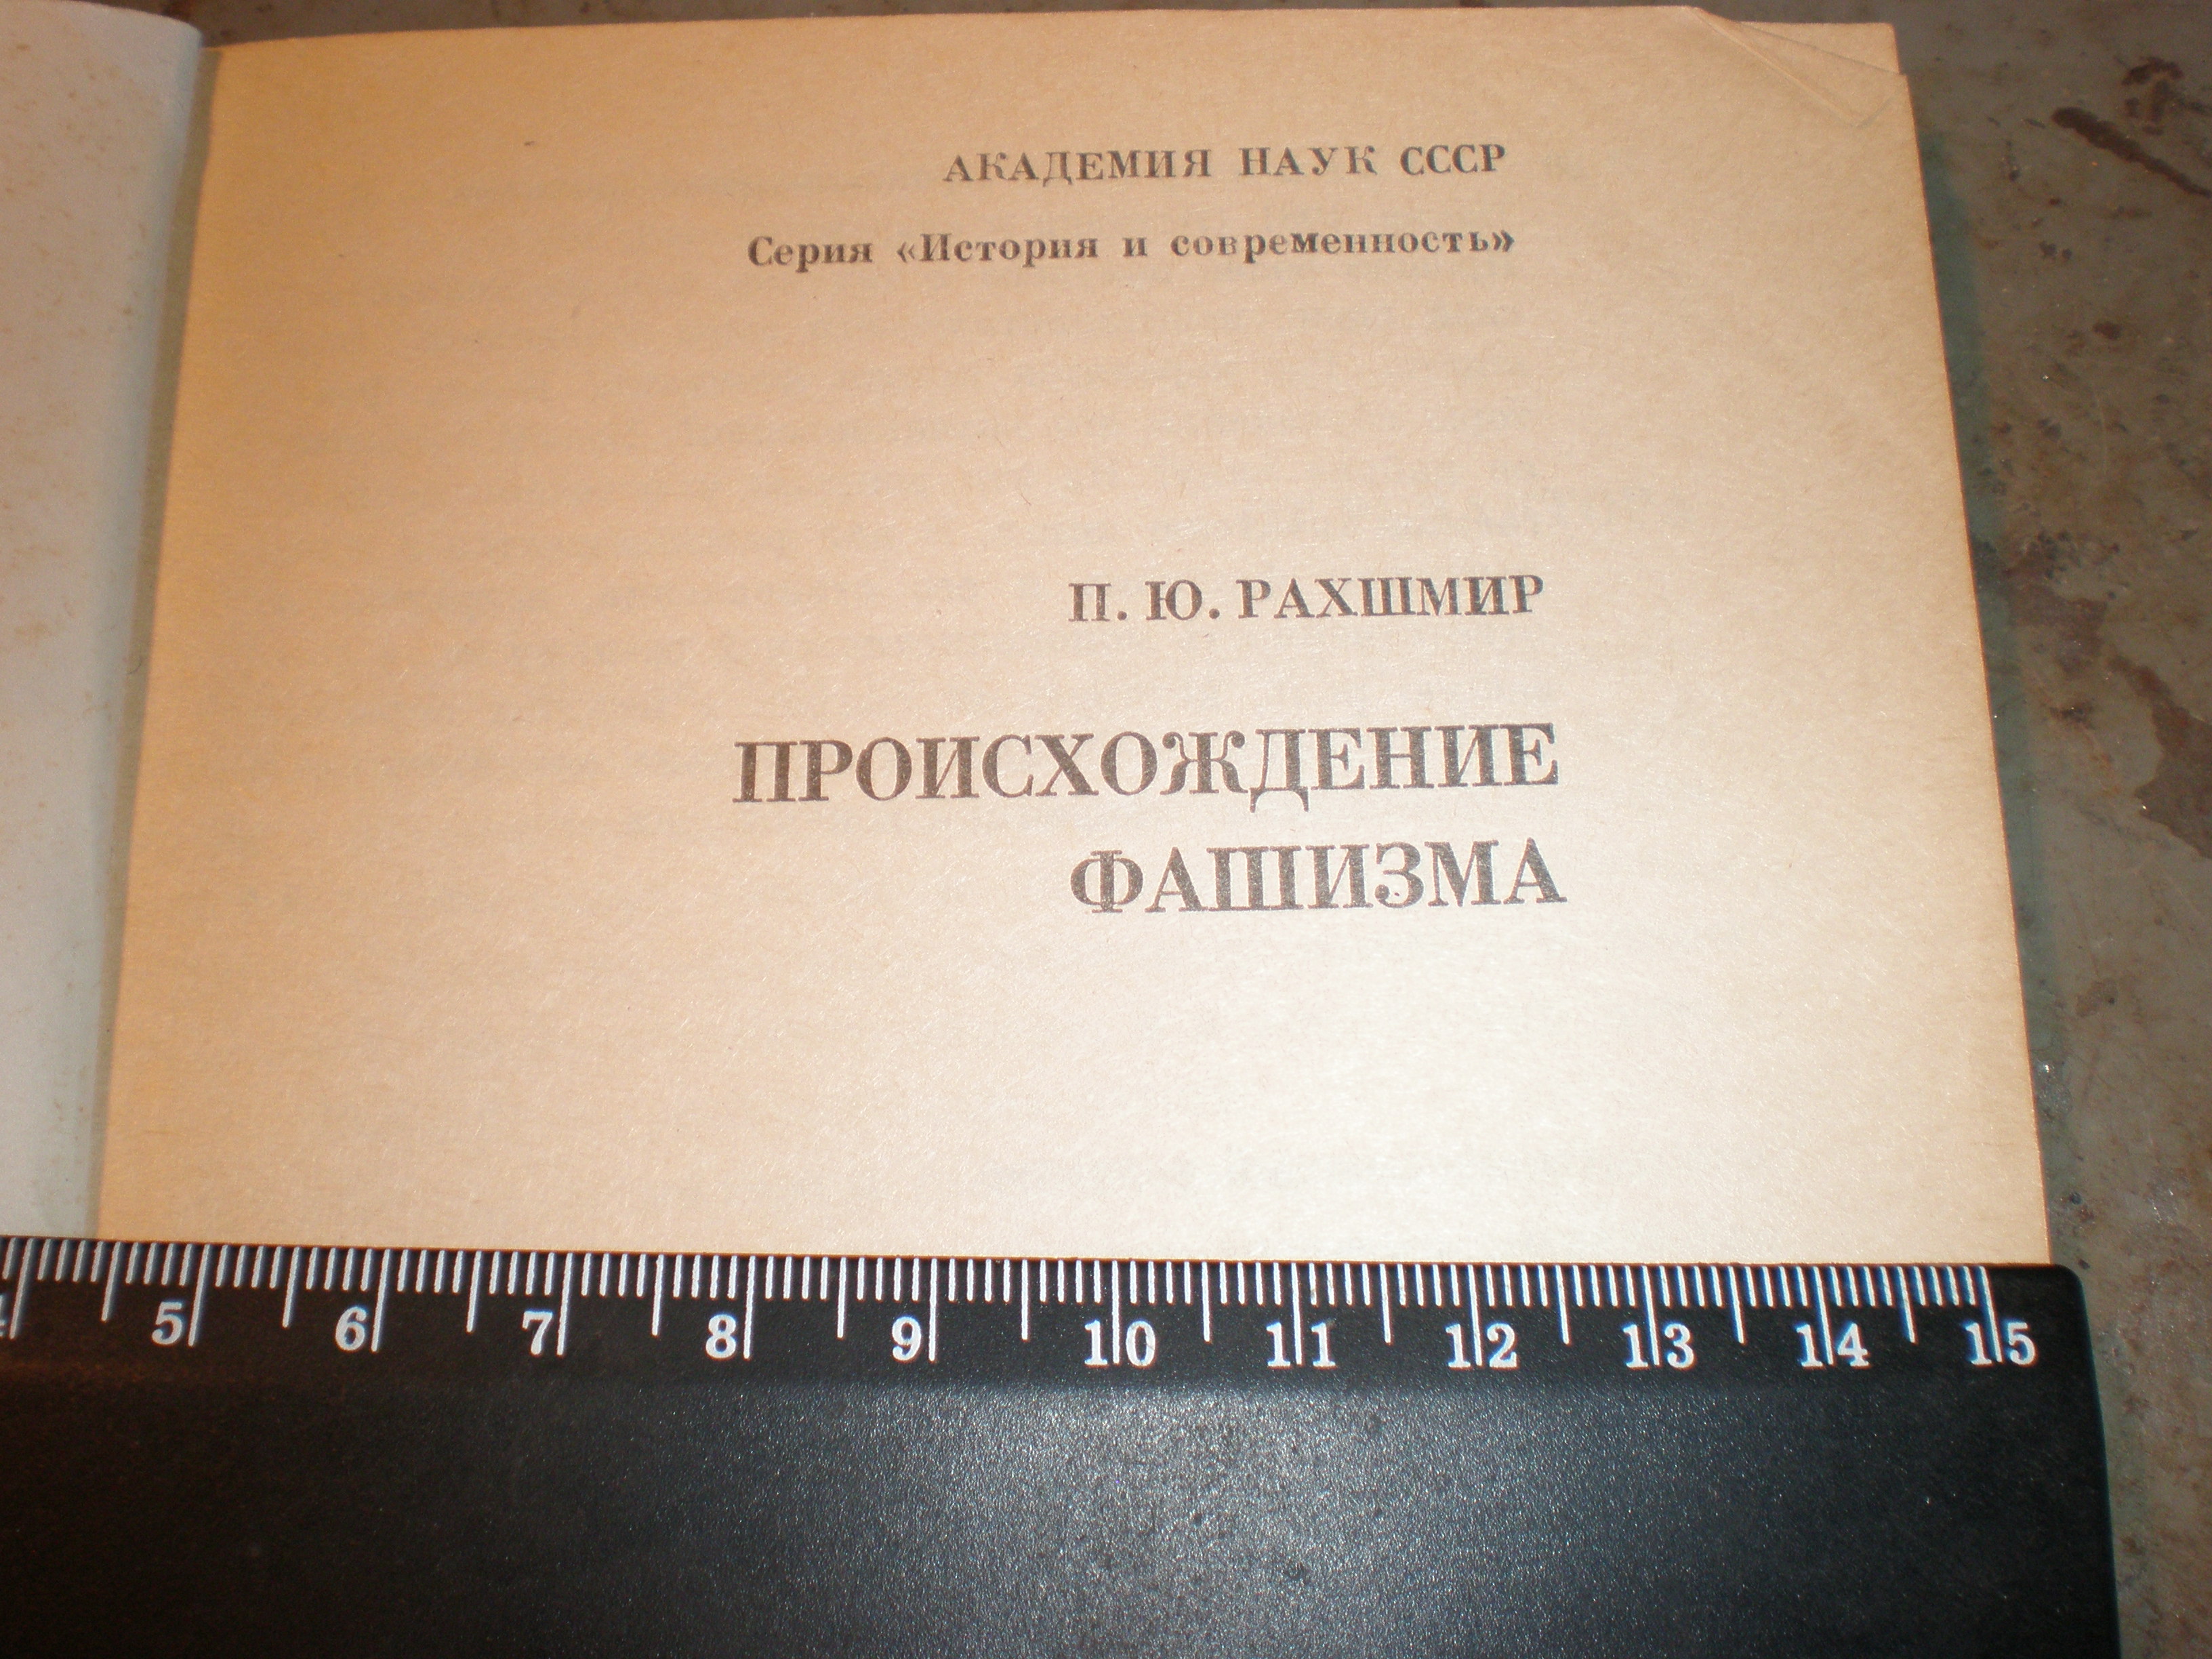 АКАДЕМИЯ НАУК СССР
Серия «История и современность»
П. Ю. РАХШМИР
ПРОИСХОЖДЕНИЕ
ФАШИЗМА
4 5 6 7 8 9 10 11 12 13 14 15